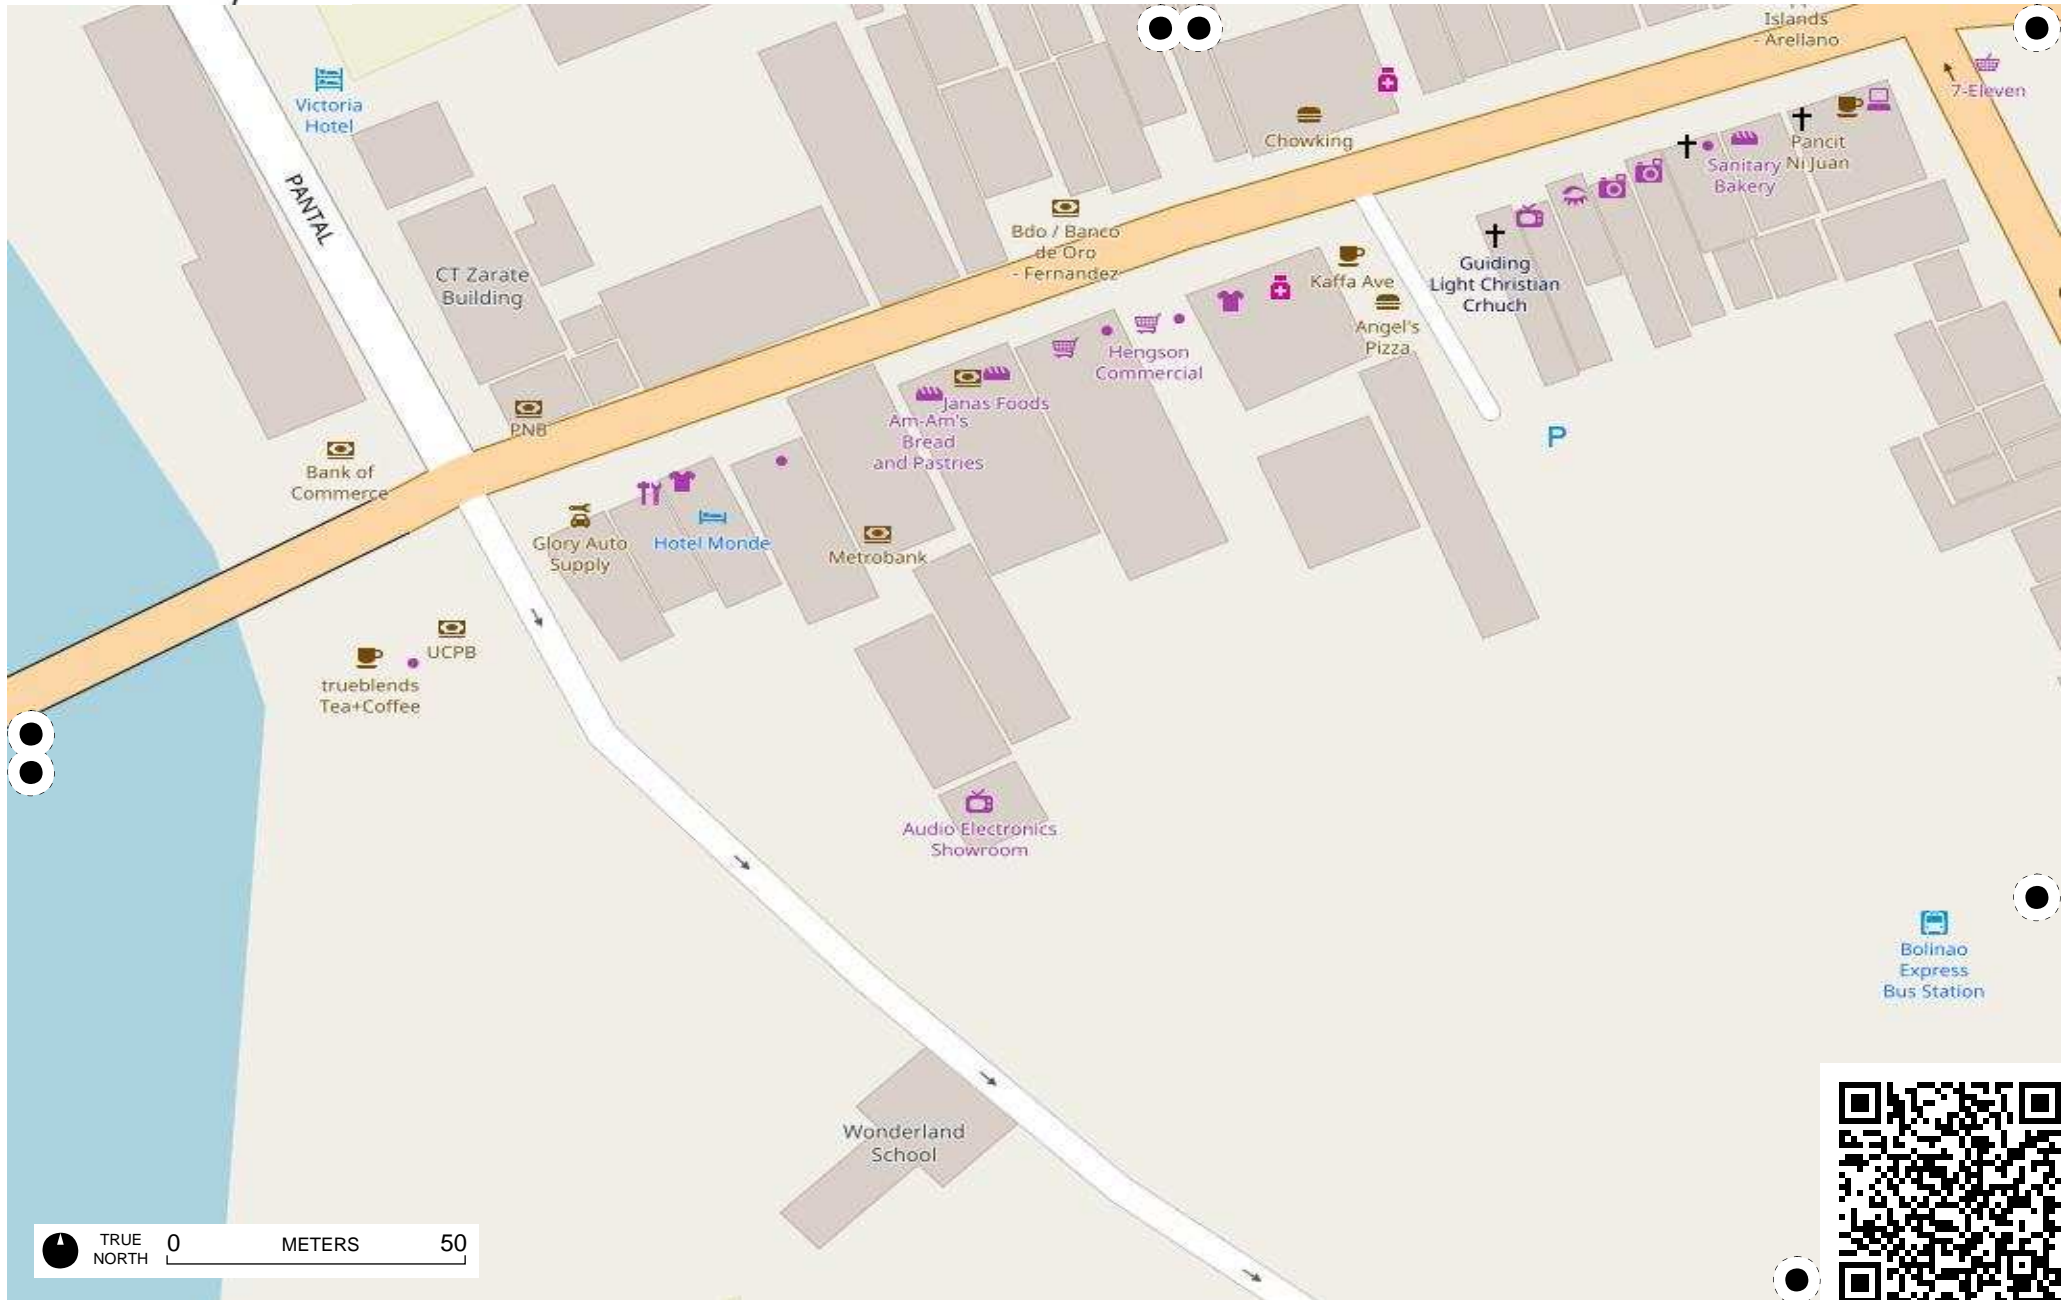 Islands
- Arellano
7-Eleven
Victoria
Hotel
Chowking
Pancit
Ni Juan
Sanitary
Bakery
PANTAL
Bdo / Banco
de Oro
- Fernandez
CT Zarate
Building
Guiding
Light Christian
Crhuch
Kaffa Ave
Angel's
Pizza
Hengson
Commercial
Janas Foods
Am-Am's
Bread
and Pastries
PNB
P
Bank of
Commerce
Glory Auto
Supply
Hotel Monde
Metrobank
UCPB
trueblends
Tea+Coffee
Audio Electronics
Showroom
Bolinao
Express
Bus Station
Wonderland
School
TRUE
NORTH
0 METERS 50